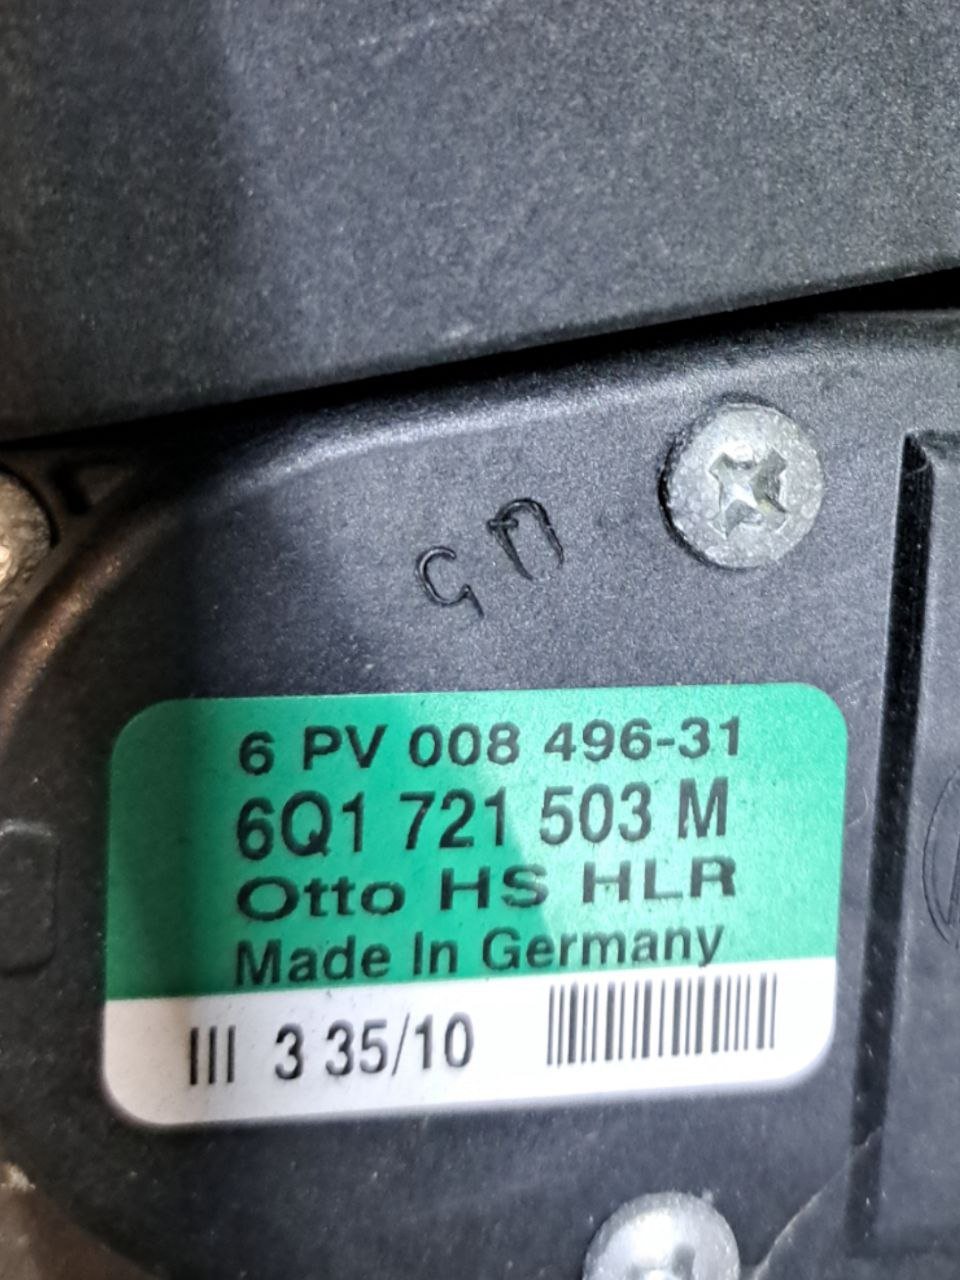 6 PV 008 496-31
6Q1 721 503 M
Otto HS HLR
Made In Germany
III 3 35/10